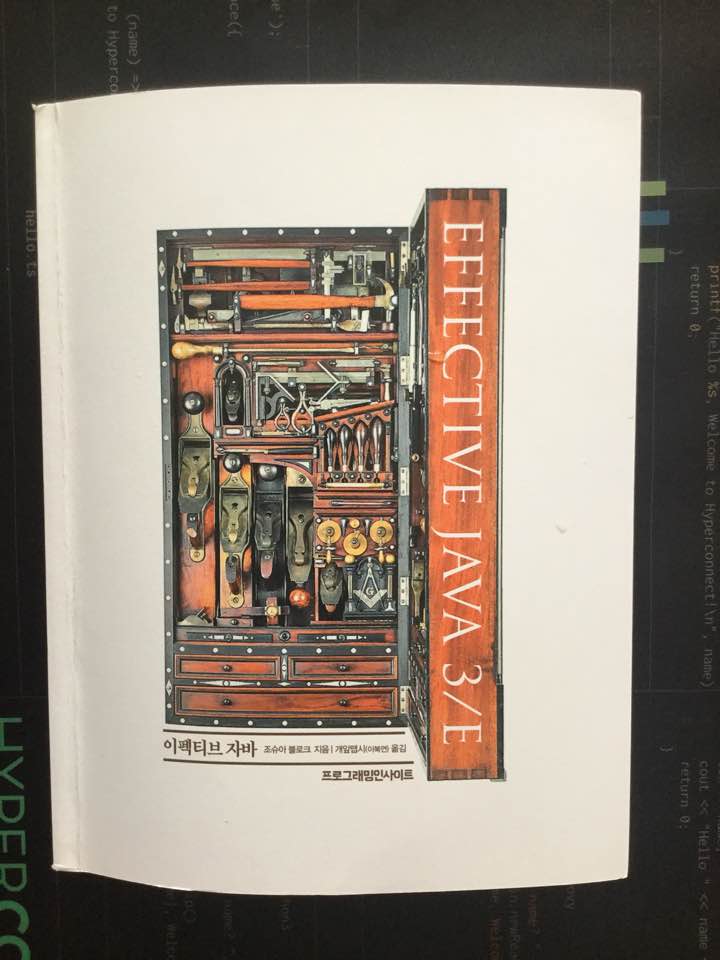 EFFECTIVE JAVA 3/E
이펙티브 자바 조슈아 블로크 지음 | 개앞맵시(이복연) 옮김
프로그래밍인사이트
G
(name) =>
to Hyperco
hello.ts
HYPERCO
printf("Hello %s, Welcome to Hyperconnect!\n", name)
return 0;
}
cout << "Hello " << name
return 0;
}